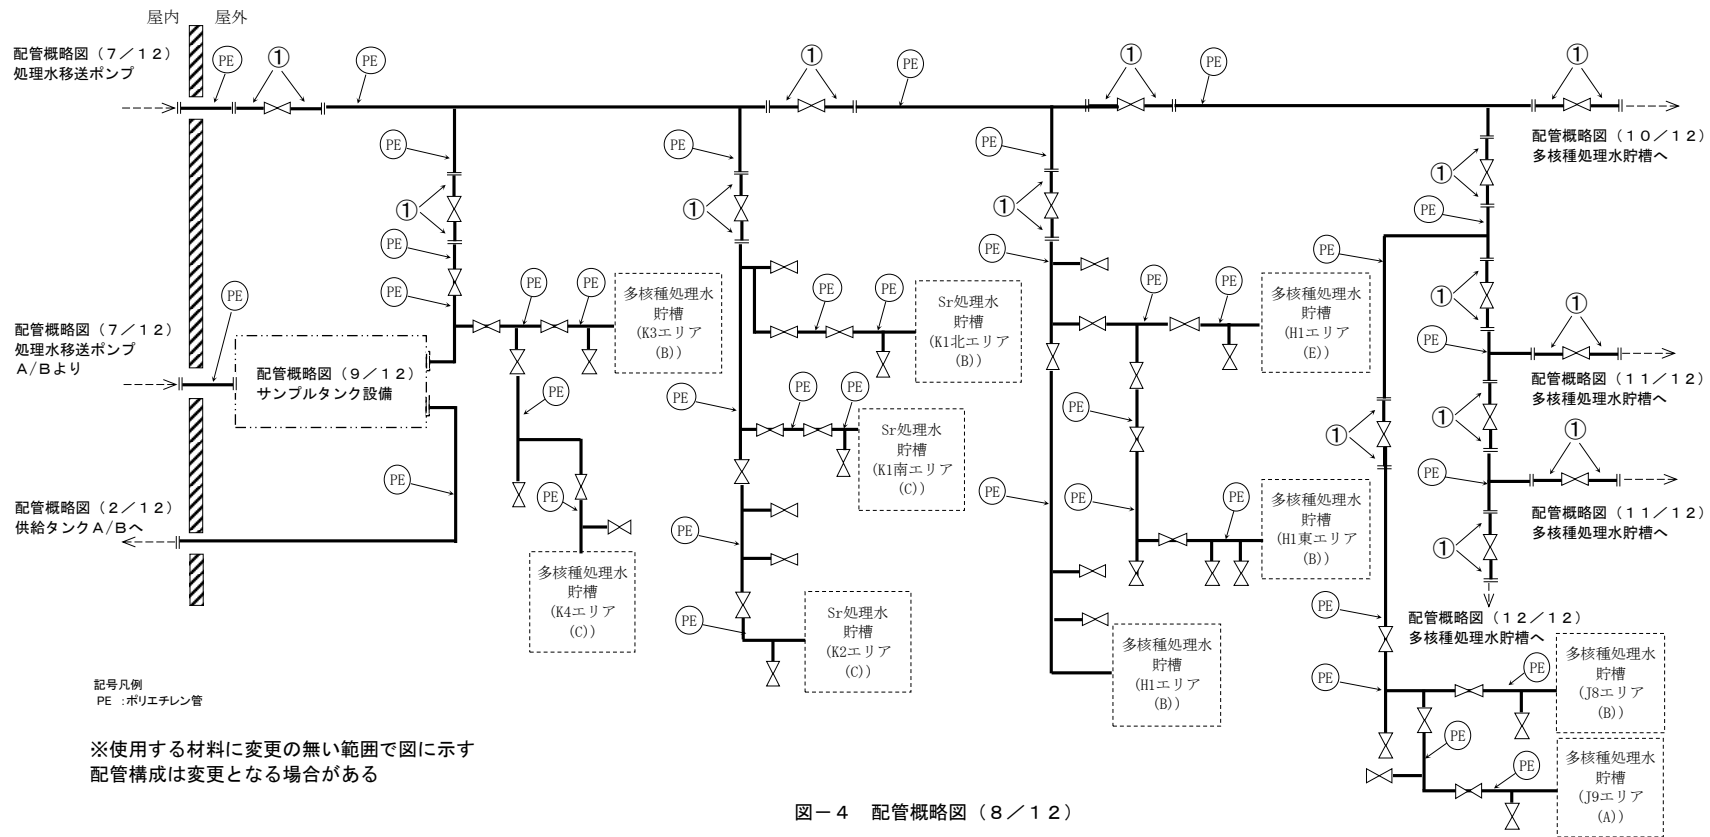 屋内 屋外
配管概略図（７／１２）
処理水移送ポンプ
PE
①
PE
①
PE
①
PE
①
配管概略図（１０／１２）
多核種処理水貯槽へ
PE
①
PE
PE
PE
①
PE
①
PE
①
PE
PE
①
①
配管概略図（１１／１２）
多核種処理水貯槽へ
PE
①
①
配管概略図（１１／１２）
多核種処理水貯槽へ
PE
①
配管概略図（１２／１２）
多核種処理水貯槽へ
配管概略図（７／１２）
処理水移送ポンプ
Ａ/Ｂより
PE
配管概略図（９／１２）
サンプルタンク設備
配管概略図（２／１２）
供給タンクＡ/Ｂへ
PE
PE
PE
多核種処理水
貯槽
(K3エリア
(B))
PE
PE
多核種処理水
貯槽
(K4エリア
(C))
PE
PE
Sr処理水
貯槽
(K1北エリア
(B))
PE
PE
PE
Sr処理水
貯槽
(K1南エリア
(C))
PE
PE
Sr処理水
貯槽
(K2エリア
(C))
PE
PE
多核種処理水
貯槽
(H1エリア
(E))
PE
PE
PE
PE
多核種処理水
貯槽
(H1東エリア
(B))
多核種処理水
貯槽
(H1エリア
(B))
PE
①
PE
PE
PE
多核種処理水
貯槽
(J8エリア
(B))
PE
PE
多核種処理水
貯槽
(J9エリア
(A))
記号凡例
PE ：ポリエチレン管
※使用する材料に変更の無い範囲で図に示す
配管構成は変更となる場合がある
図－４ 配管概略図（８／１２）